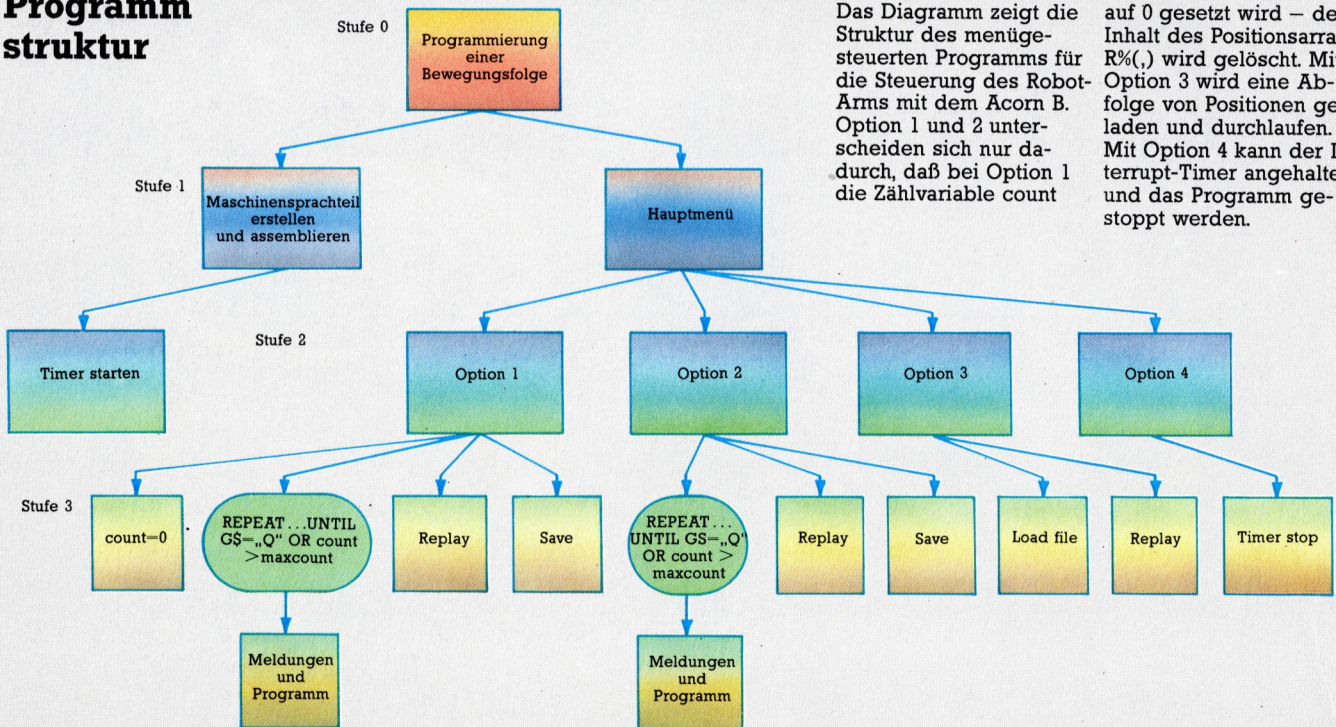 Programm
struktur
Stufe 0
Programmierung
einer
Bewegungsfolge
Das Diagramm zeigt die
Struktur des menüge-
steuerten Programms für
die Steuerung des Robot-
Arms mit dem Acorn B.
Option 1 und 2 unter-
scheiden sich nur da-
durch, daß bei Option 1
die Zählvariable count
auf 0 gesetzt wird — de
Inhalt des Positionsarra
R%(,) wird gelöscht. Mi
Option 3 wird eine Ab-
folge von Positionen ge
laden und durchlaufen.
Mit Option 4 kann der I
terrupt-Timer angehalte
und das Programm ge-
stoppt werden.
Stufe 1
Maschinensprachteil
erstellen
und assemblieren
Hauptmenü
Stufe 2
Timer starten
Option 1
Option 2
Option 3
Option 4
Stufe 3
count=0
REPEAT...UNTIL
G$=„Q“ OR count
>maxcount
Replay
Save
REPEAT...
UNTIL G$=„Q“
OR count >
maxcount
Replay
Save
Load file
Replay
Timer stop
Meldungen
und
Programm
Meldungen
und
Programm